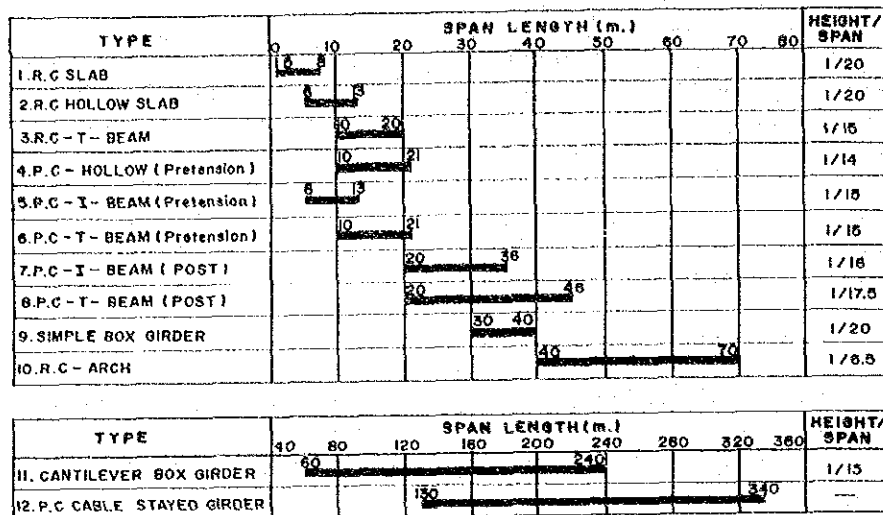 TYPE SPAN LENGTH (m.) HEIGHT/SPAN
0 10 20 30 40 50 60 70 80
1.R.C SLAB 8 1/20
2.R.C HOLLOW SLAB 13 1/20
3.R.C-T-BEAM 10 20 1/15
4.P.C-HOLLOW (Pretension) 10 21 1/14
5.P.C-I-BEAM (Pretension) 13 1/15
6.P.C-T-BEAM (Pretension) 10 21 1/15
7.P.C-I-BEAM (POST) 20 36 1/16
8.P.C-T-BEAM (POST) 20 46 1/17.5
9.SIMPLE BOX GIRDER 30 40 1/20
10.R.C-ARCH 40 70 1/6.5
TYPE SPAN LENGTH (m.) HEIGHT/SPAN
40 80 120 160 200 240 280 320 360
11. CANTILEVER BOX GIRDER 60 240 1/15
12.P.C CABLE STAYED GIRDER 130 340 ---